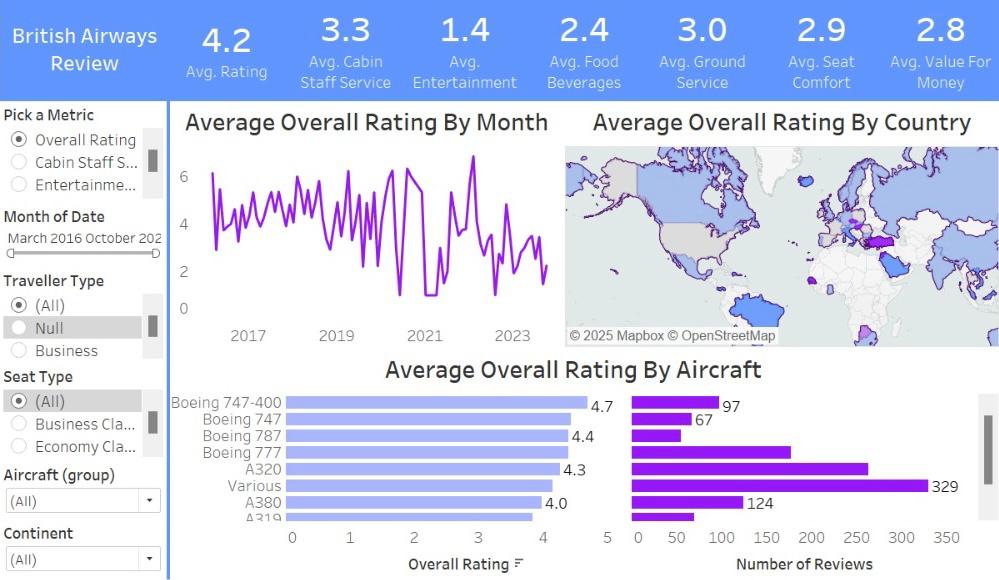 British Airways
Review
4.2
Avg. Rating
3.3
Avg. Cabin
Staff Service
1.4
Avg.
Entertainment
2.4
Avg. Food
Beverages
3.0
Avg. Ground
Service
2.9
Avg. Seat
Comfort
2.8
Avg. Value For
Money
Pick a Metric
Overall Rating
Cabin Staff S...
Entertainme...
Month of Date
March 2016 October 202
Traveller Type
(All)
Null
Business
Seat Type
(All)
Business Cla...
Economy Cla...
Aircraft (group)
(All)
Continent
(All)
Average Overall Rating By Month
6
4
2
0
2017 2019 2021 2023
Average Overall Rating By Country
© 2025 Mapbox © OpenStreetMap
Average Overall Rating By Aircraft
Boeing 747-400 4.7 97
Boeing 747 67
Boeing 787 4.4
Boeing 777
A320 4.3
Various 329
A380 4.0 124
A319
0 1 2 3 4 5 0 50 100 150 200 250 300 350
Overall Rating Number of Reviews